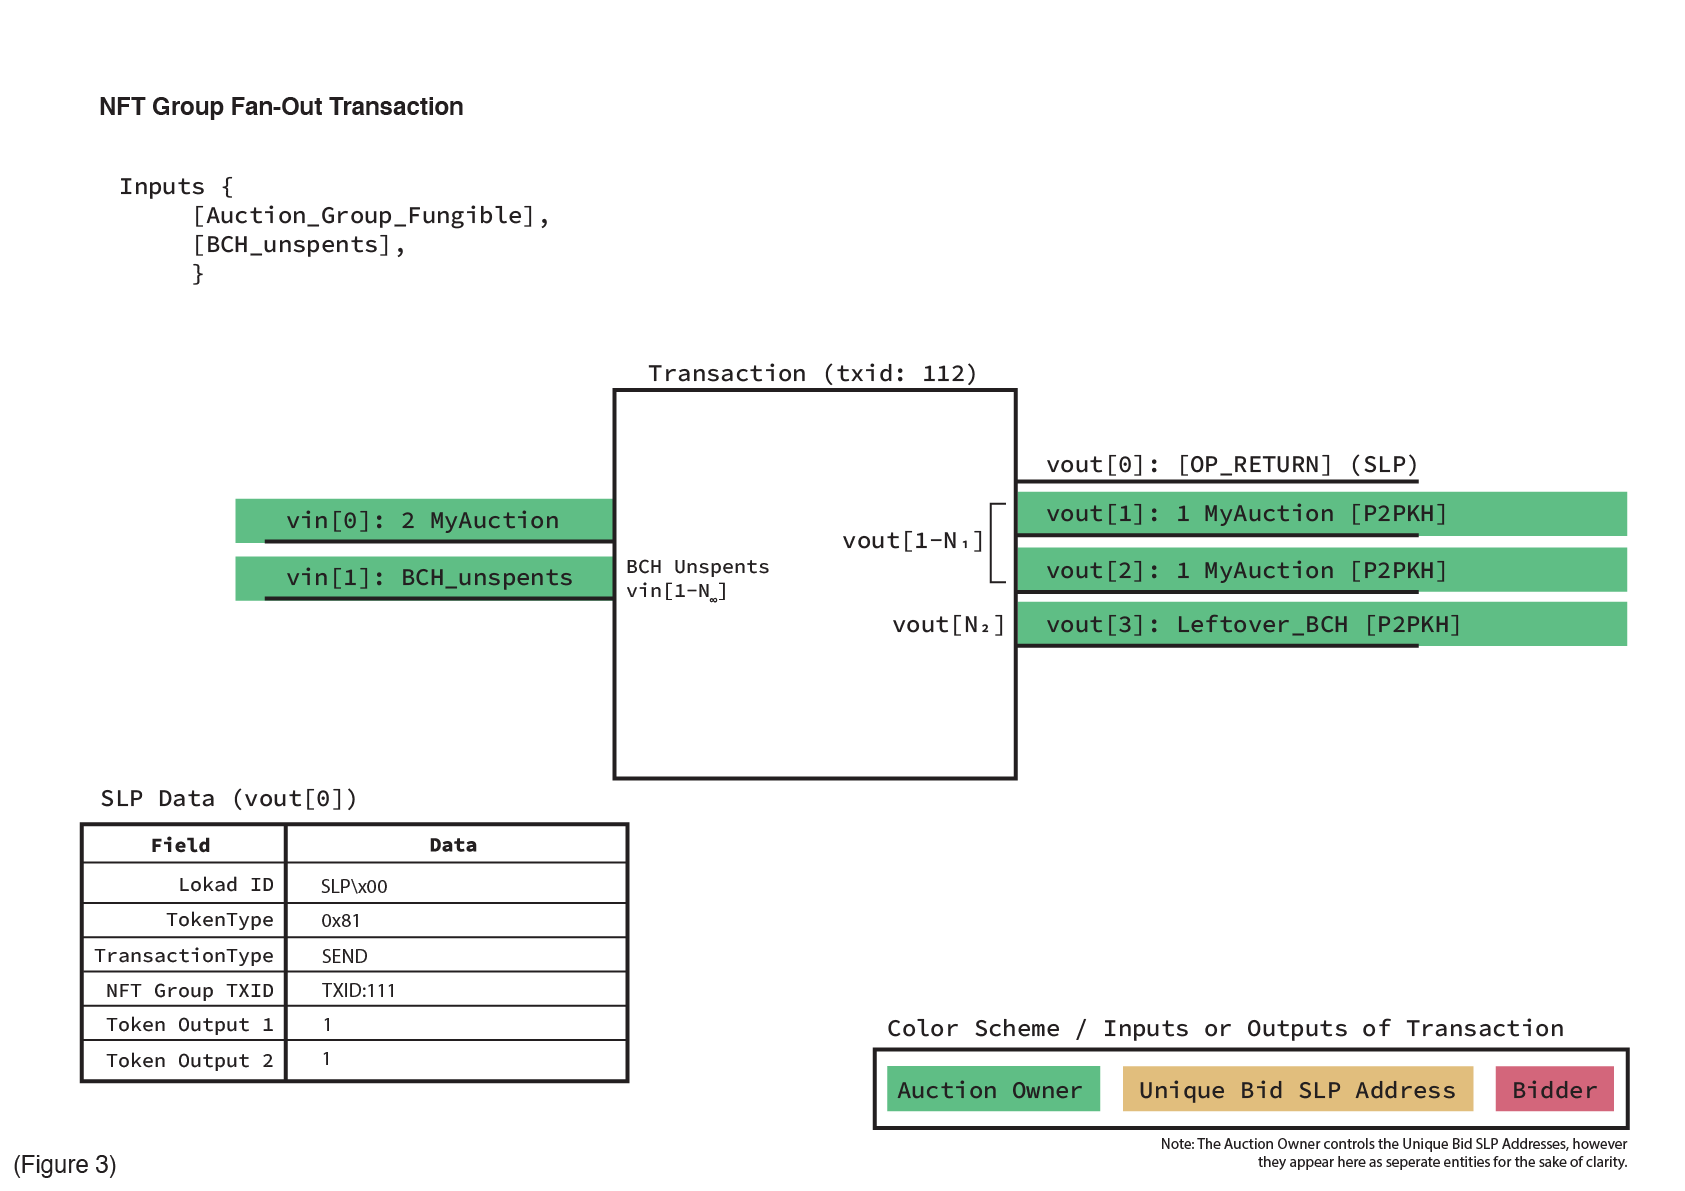 NFT Group Fan-Out Transaction
Inputs {
[Auction_Group_Fungible],
[BCH_unspents],
}
Transaction (txid: 112)
vin[0]: 2 MyAuction
vin[1]: BCH_unspents
BCH Unspents
vin[1-N∞]
vout[1-N₁]
vout[N₂]
vout[0]: [OP_RETURN] (SLP)
vout[1]: 1 MyAuction [P2PKH]
vout[2]: 1 MyAuction [P2PKH]
vout[3]: Leftover_BCH [P2PKH]
SLP Data (vout[0])
Field Data
Lokad ID SLP\x00
TokenType 0x81
TransactionType SEND
NFT Group TXID TXID:111
Token Output 1 1
Token Output 2 1
Color Scheme / Inputs or Outputs of Transaction
Auction Owner Unique Bid SLP Address Bidder
Note: The Auction Owner controls the Unique Bid SLP Addresses, however
they appear here as seperate entities for the sake of clarity.
(Figure 3)